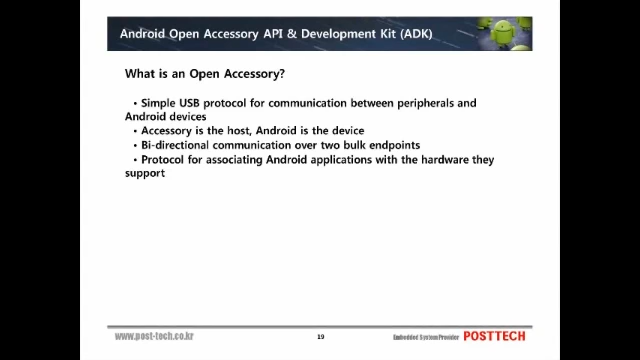 Android Open Accessory API & Development Kit (ADK)
What is an Open Accessory?
• Simple USB protocol for communication between peripherals and
Android devices
• Accessory is the host, Android is the device
• Bi-directional communication over two bulk endpoints
• Protocol for associating Android applications with the hardware they
support
www.post-tech.co.kr
19
Embedded System Provider POSTTECH